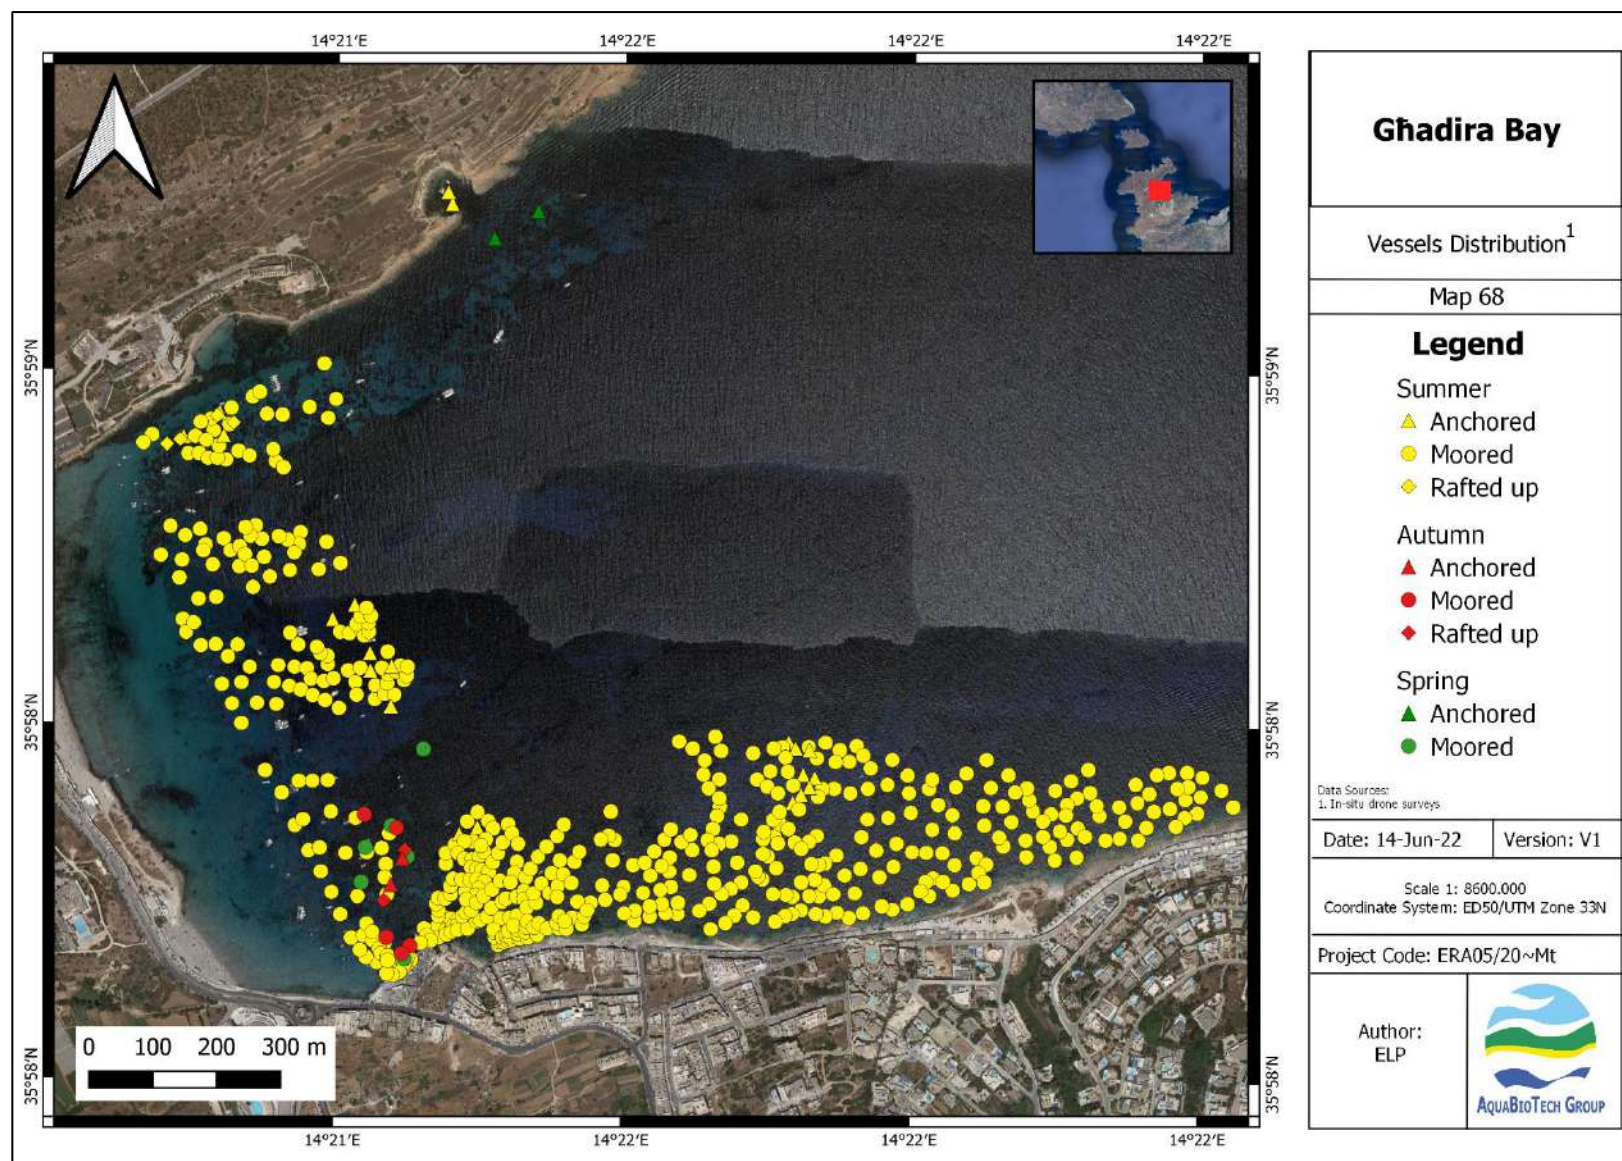 14°21′E 14°22′E 14°22′E 14°22′E
35°59′N
35°58′N
35°58′N
35°59′N
35°58′N
35°58′N
14°21′E 14°22′E 14°22′E 14°22′E
0 100 200 300 m
Għadira Bay
Vessels Distribution1
Map 68
Legend
Summer
Anchored
Moored
Rafted up
Autumn
Anchored
Moored
Rafted up
Spring
Anchored
Moored
Data Sources:
1. In-situ drone surveys
Date: 14-Jun-22 Version: V1
Scale 1: 8600.000
Coordinate System: ED50/UTM Zone 33N
Project Code: ERA05/20~Mt
Author:
ELP
AQUABIOTECH GROUP